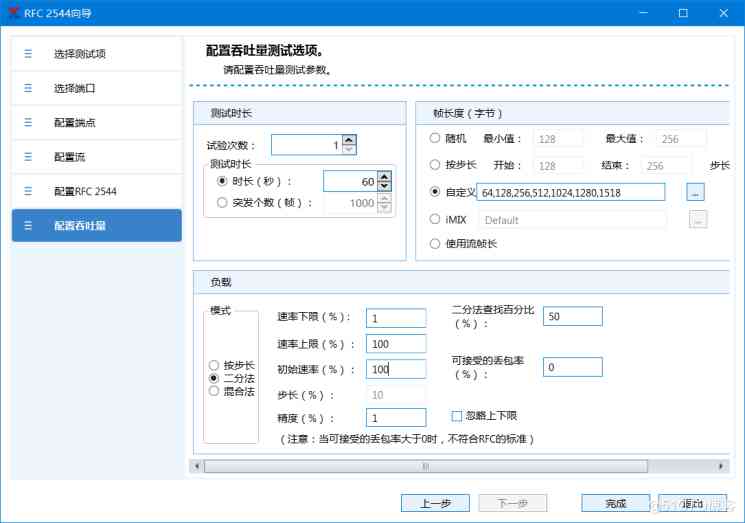 RFC 2544向导
选择测试项
选择端口
配置端点
配置流
配置RFC 2544
配置吞吐量
配置吞吐量测试选项。
请配置吞吐量测试参数。
测试时长
试验次数： 1
测试时长
时长（秒）： 60
突发个数（帧）： 1000
帧长度（字节）
随机 最小值： 128 最大值： 256
按步长 开始： 128 结束： 256 步长
自定义 64,128,256,512,1024,1280,1518 ...
iMIX Default ...
使用流帧长
负载
模式
按步长
二分法
混合法
速率下限（%）： 1
速率上限（%）： 100
初始速率（%）： 100
步长（%）： 10
精度（%）： 1
二分法查找百分比（%）： 50
可接受的丢包率（%）： 0
忽略上下限
（注意：当可接受的丢包率大于0时，不符合RFC的标准）
上一步 下一步 完成 退出